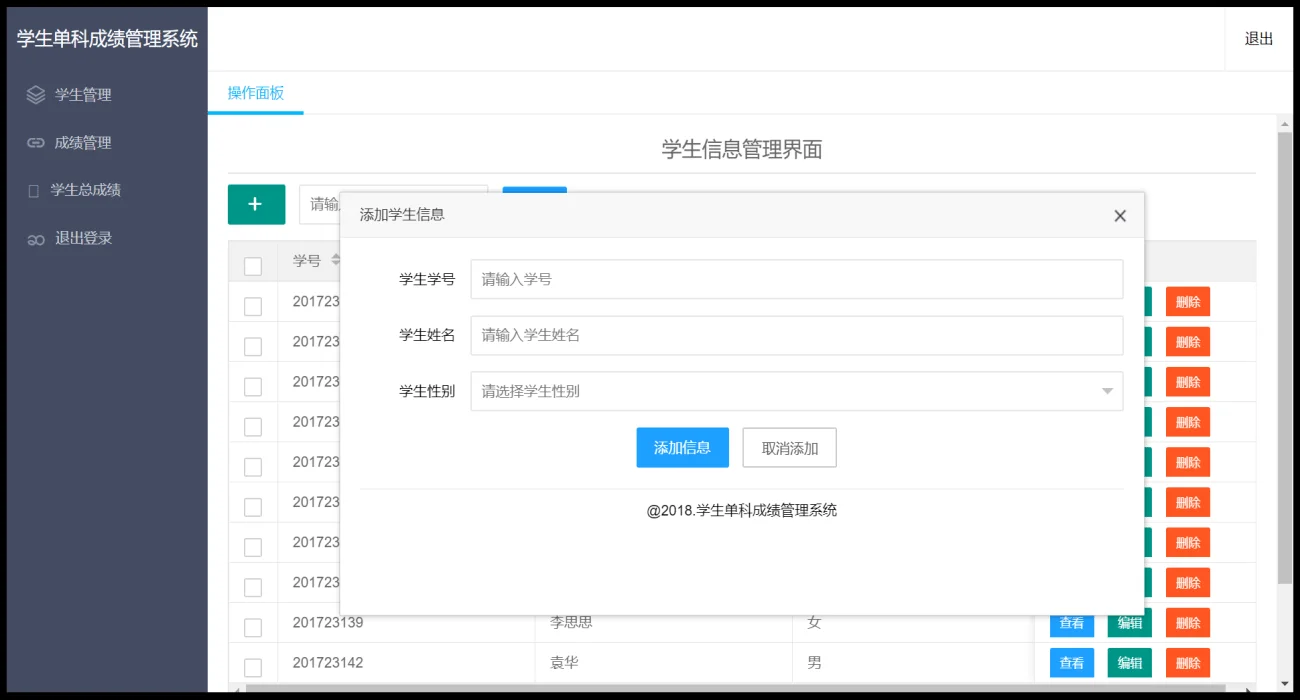 学生单科成绩管理系统
退出
学生管理
成绩管理
学生总成绩
退出登录
操作面板
学生信息管理界面
+
请输
添加学生信息
学号
学生学号 请输入学号
学生姓名 请输入学生姓名
学生性别 请选择学生性别
添加信息 取消添加
@2018.学生单科成绩管理系统
201723 删除
201723 删除
201723 删除
201723 删除
201723 删除
201723 删除
201723 删除
201723 删除
201723139 李思思 女 查看 编辑 删除
201723142 袁华 男 查看 编辑 删除